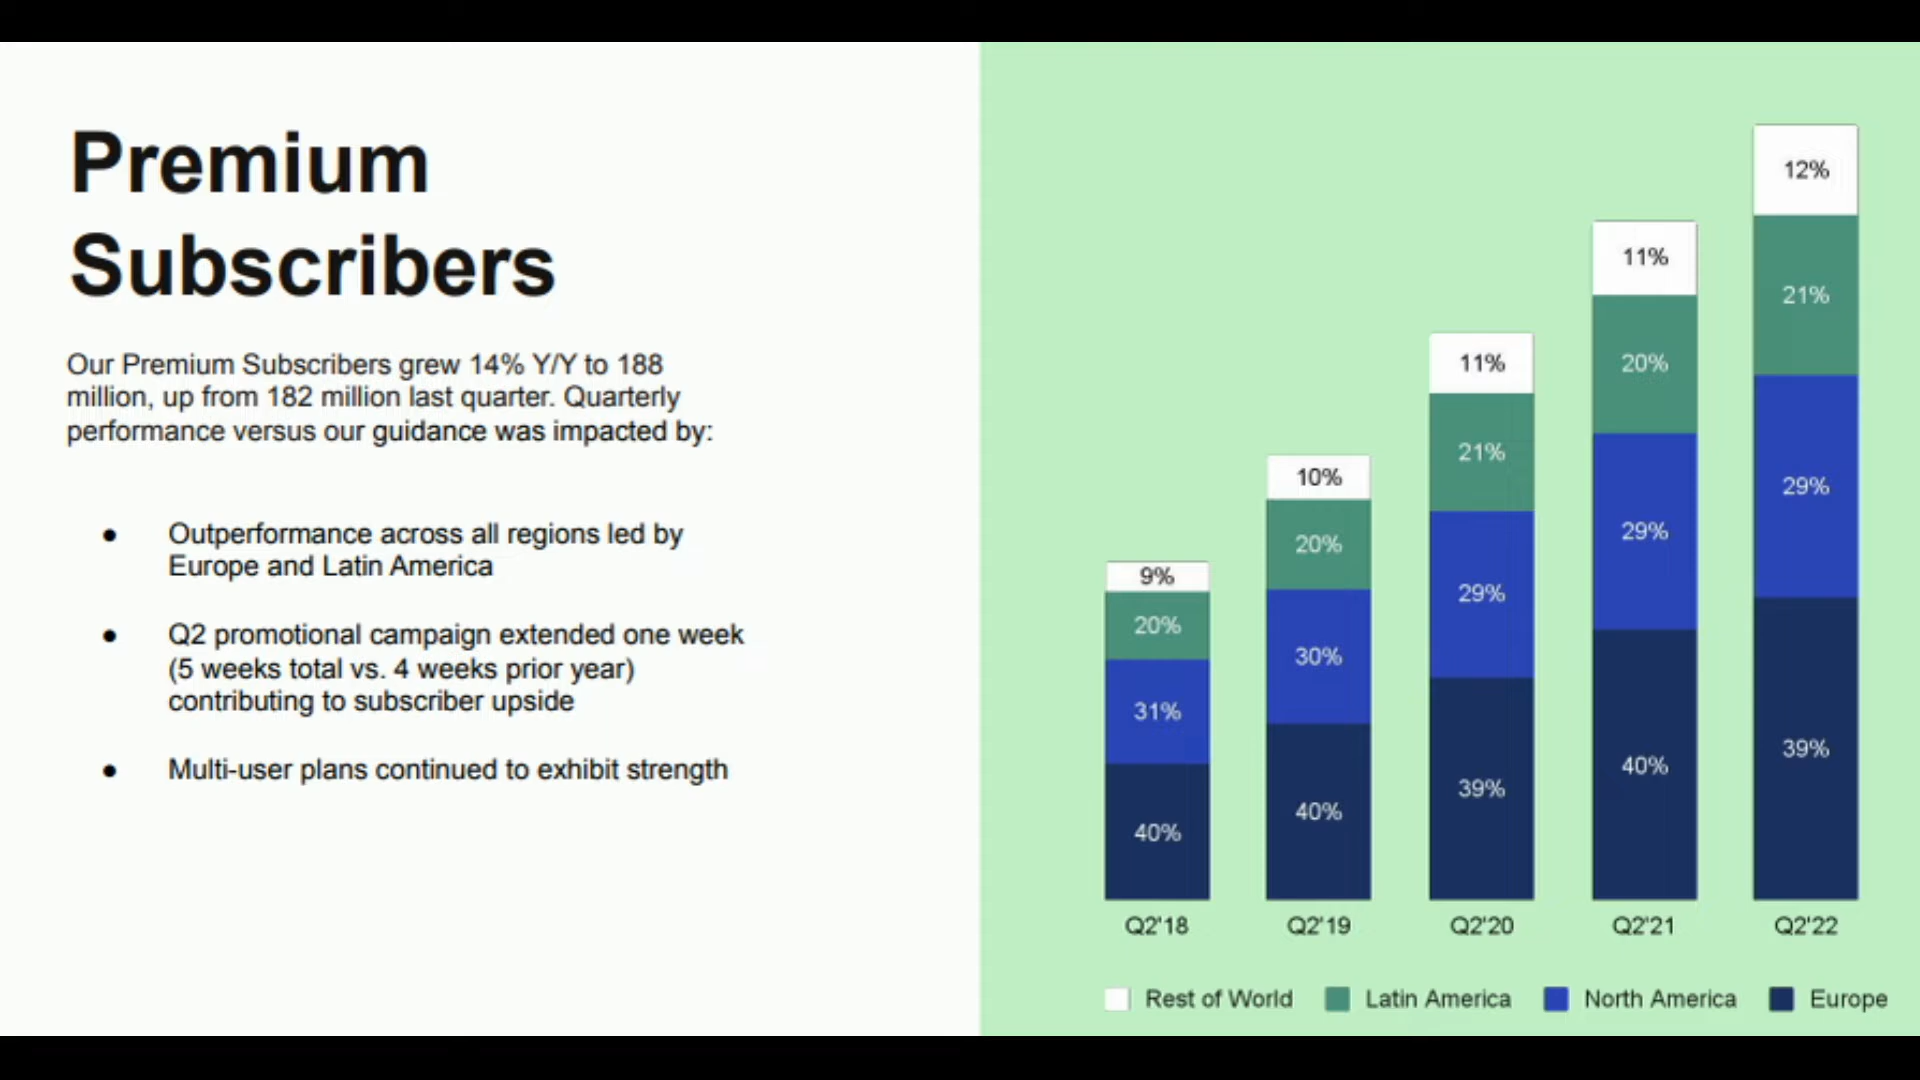 Premium
Subscribers
Our Premium Subscribers grew 14% Y/Y to 188
million, up from 182 million last quarter. Quarterly
performance versus our guidance was impacted by:
● Outperformance across all regions led by
Europe and Latin America
● Q2 promotional campaign extended one week
(5 weeks total vs. 4 weeks prior year)
contributing to subscriber upside
● Multi-user plans continued to exhibit strength
9%
20%
31%
40%
10%
20%
30%
40%
11%
21%
29%
39%
11%
20%
29%
40%
12%
21%
29%
39%
Q2'18 Q2'19 Q2'20 Q2'21 Q2'22
Rest of World Latin America North America Europe